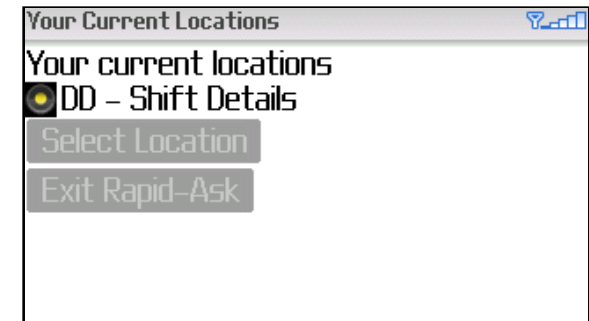 Your Current Locations
Your current locations
DD – Shift Details
Select Location
Exit Rapid-Ask